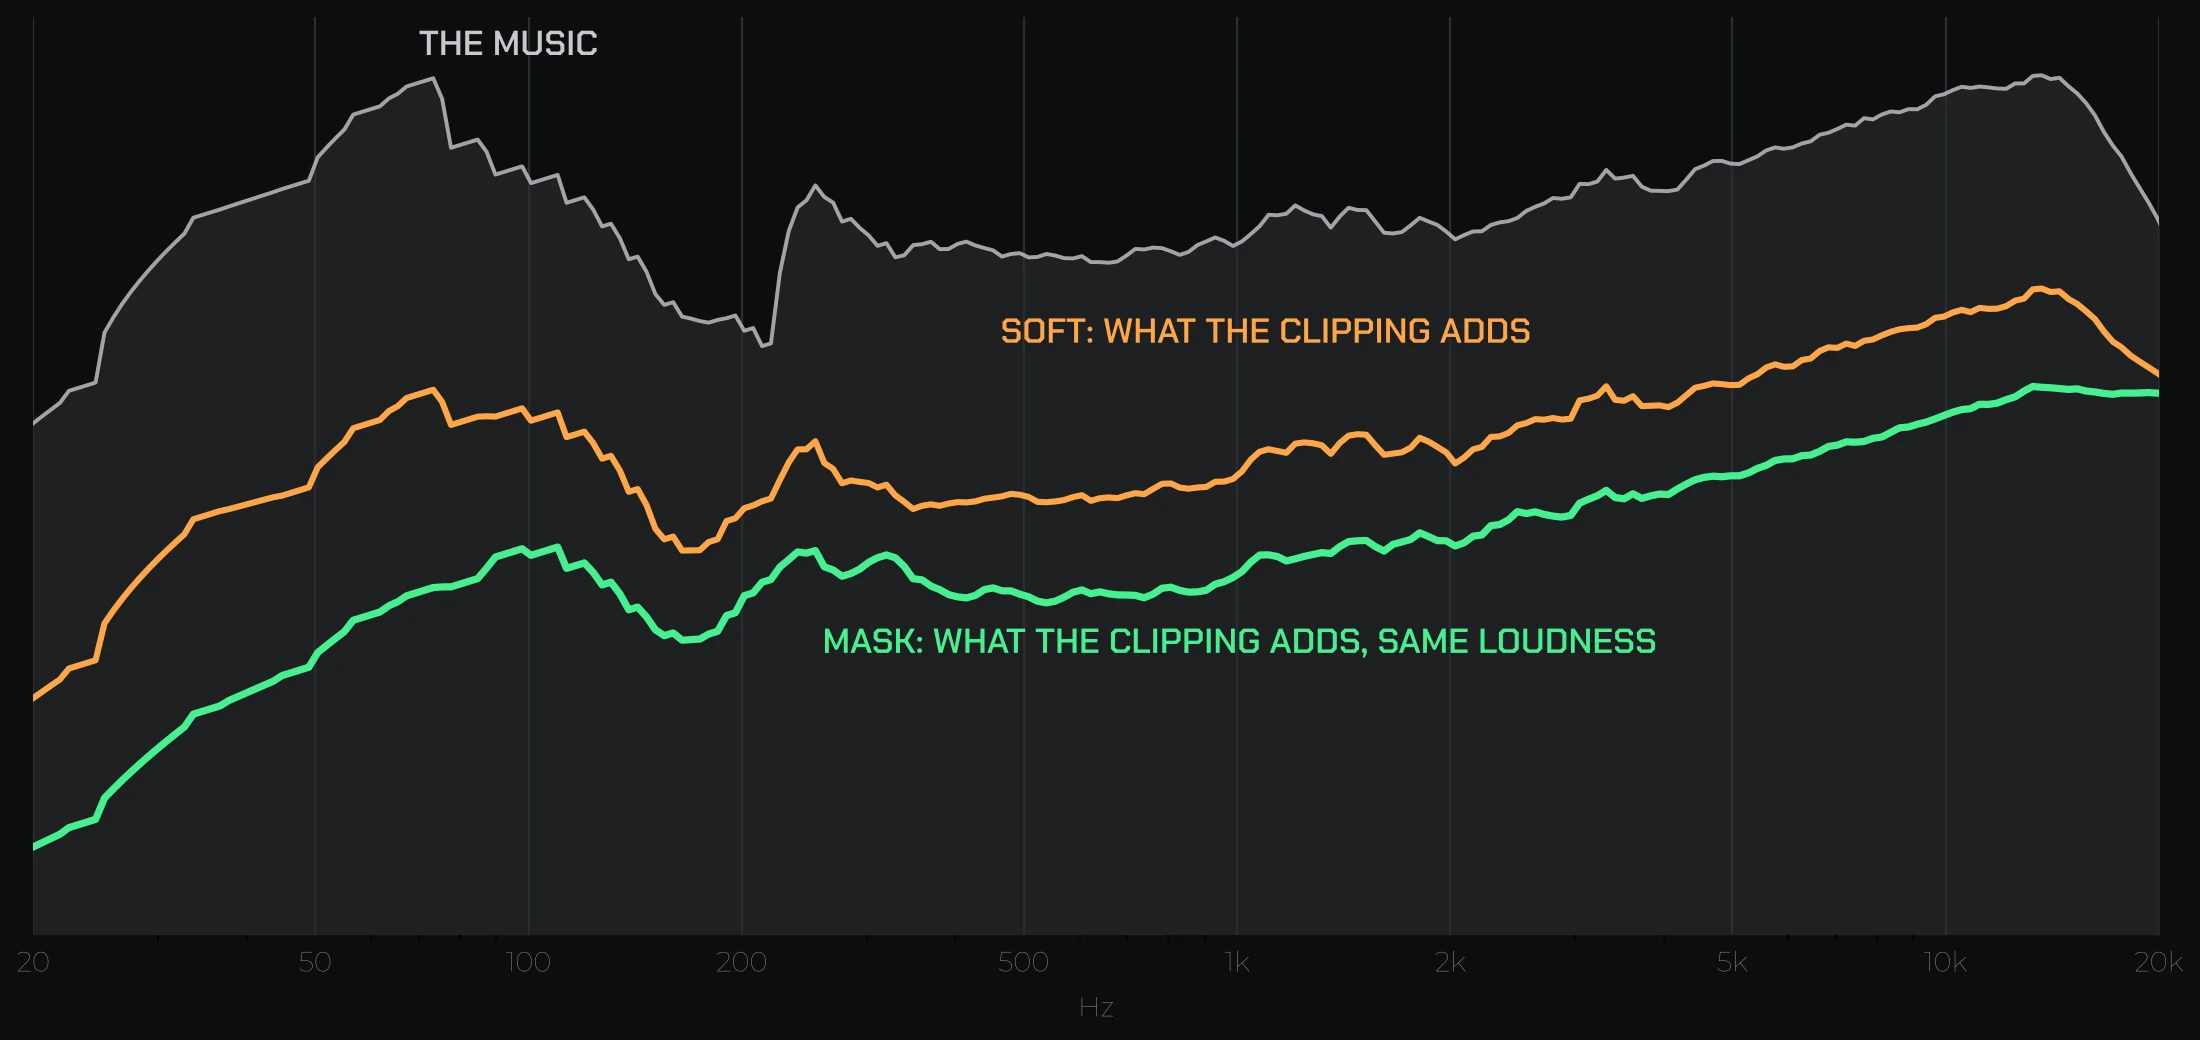 THE MUSIC
SOFT: WHAT THE CLIPPING ADDS
MASK: WHAT THE CLIPPING ADDS, SAME LOUDNESS
20 50 100 200 500 1k 2k 5k 10k 20k
Hz